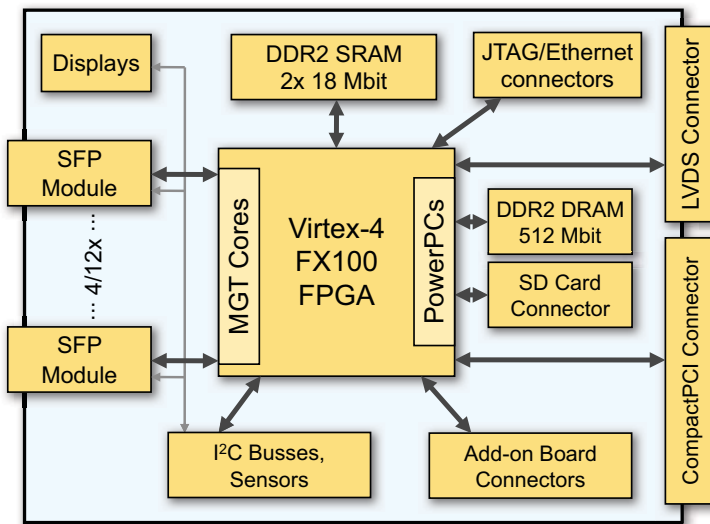 Displays
DDR2 SRAM
2x 18 Mbit
JTAG/Ethernet
connectors
LVDS Connector
SFP
Module
... 4/12x ...
SFP
Module
MGT Cores
Virtex-4
FX100
FPGA
PowerPCs
DDR2 DRAM
512 Mbit
SD Card
Connector
CompactPCI Connector
I²C Busses,
Sensors
Add-on Board
Connectors